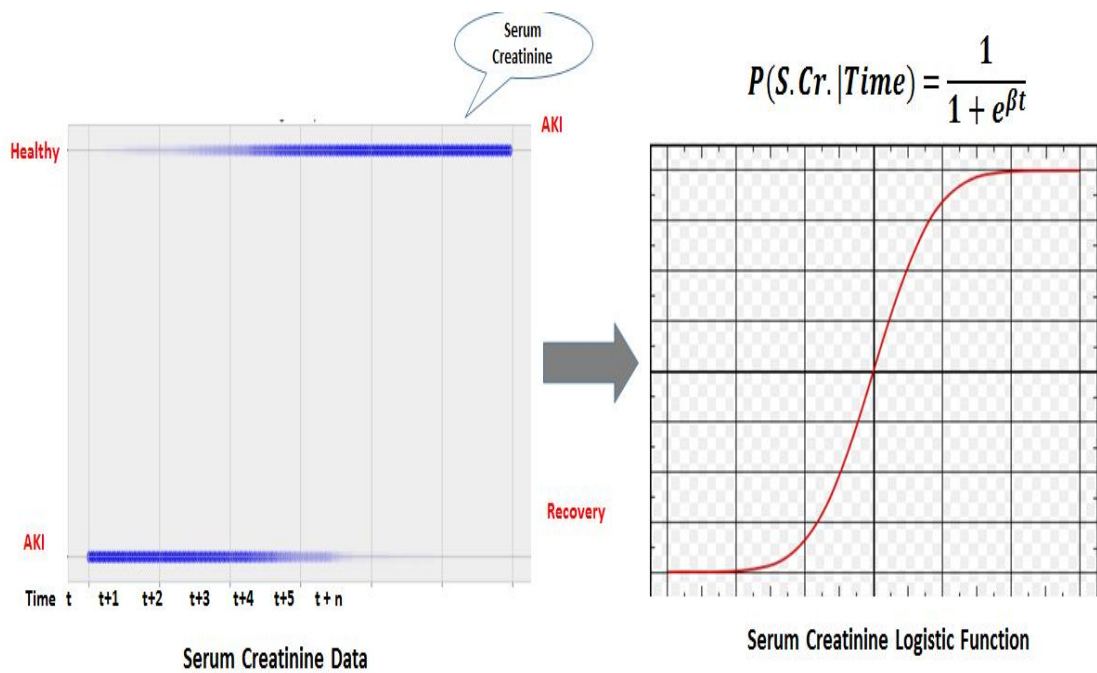 Serum
Creatinine
P(S.Cr.|Time) = 1 / 1 + e^βt
AKI
Healthy
Recovery
AKI
Time t t+1 t+2 t+3 t+4 t+5 t + n
Serum Creatinine Data
Serum Creatinine Logistic Function